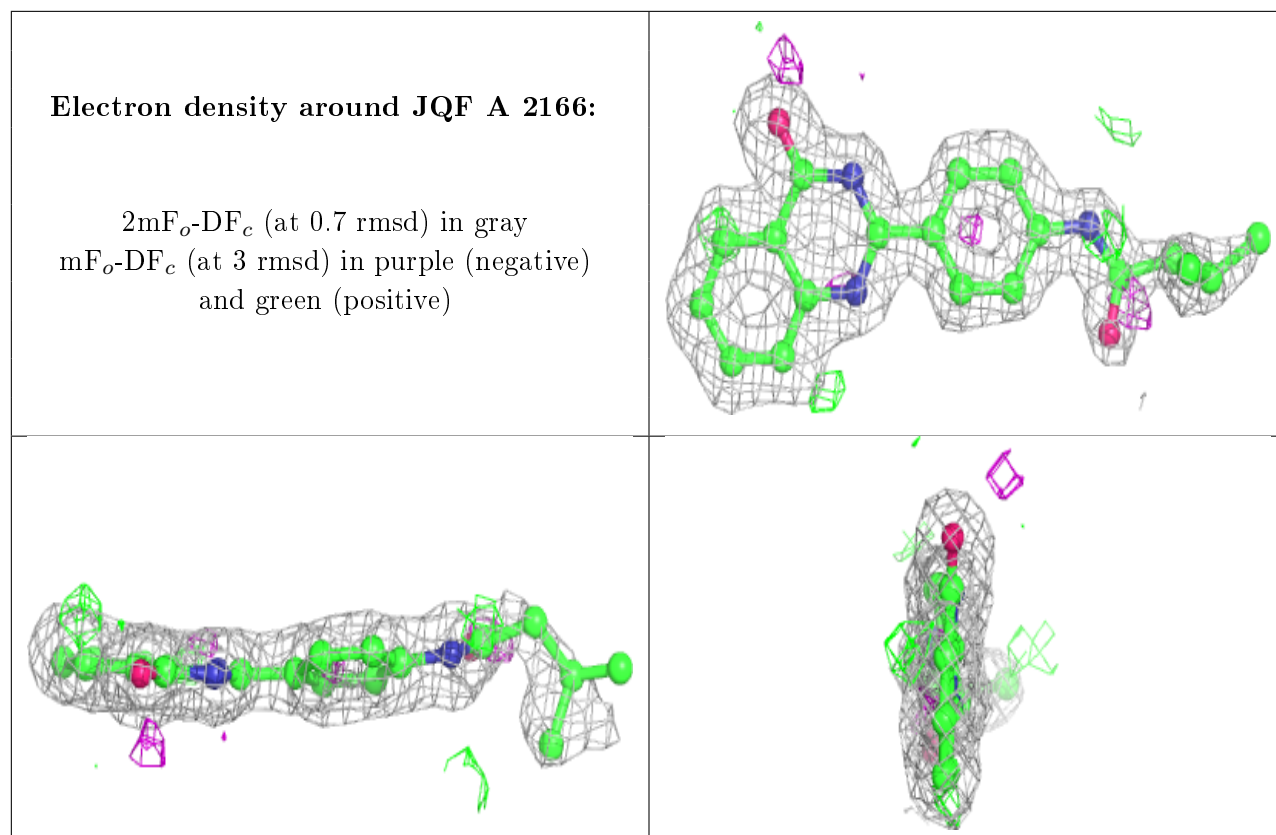 Electron density around JQF A 2166:
2mFo-DFc (at 0.7 rmsd) in gray
mFo-DFc (at 3 rmsd) in purple (negative)
and green (positive)